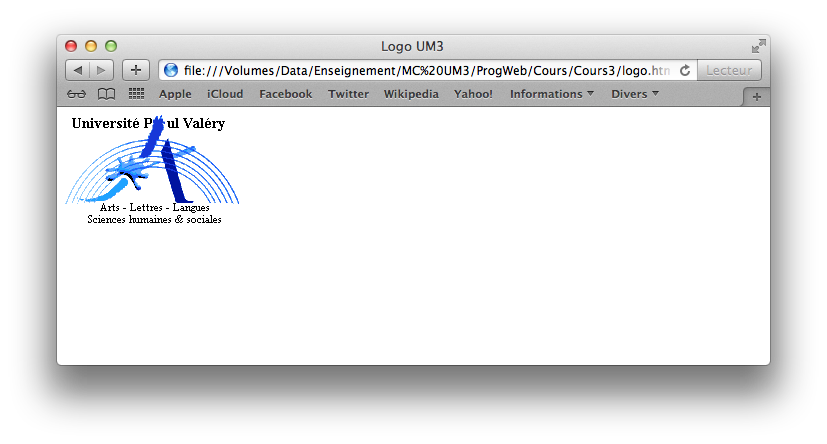 Logo UM3
file:///Volumes/Data/Enseignement/MC%20UM3/ProgWeb/Cours/Cours3/logo.htm
Lecteur
Apple iCloud Facebook Twitter Wikipedia Yahoo! Informations Divers
Université Paul Valéry
Arts - Lettres - Langues
Sciences humaines & sociales